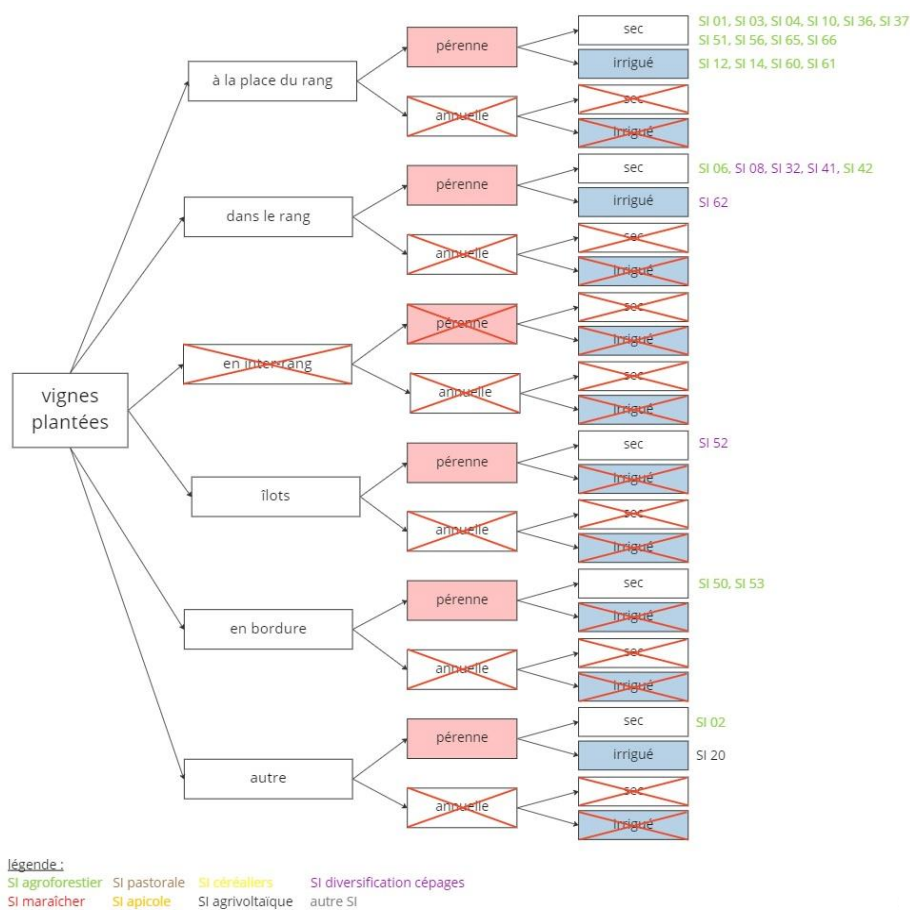 vignes
plantées
à la place du rang
pérenne
sec
SI 01, SI 03, SI 04, SI 10, SI 36, SI 37
SI 51, SI 56, SI 65, SI 66
irrigué
SI 12, SI 14, SI 60, SI 61
annuelle
sec
irrigué
dans le rang
pérenne
sec
SI 06, SI 08, SI 32, SI 41, SI 42
irrigué
SI 62
annuelle
sec
irrigué
en inter-rang
pérenne
sec
irrigué
annuelle
sec
irrigué
îlots
pérenne
sec
SI 52
irrigué
annuelle
sec
irrigué
en bordure
pérenne
sec
SI 50, SI 53
irrigué
annuelle
sec
irrigué
autre
pérenne
sec
SI 02
irrigué
SI 20
annuelle
sec
irrigué
légende :
SI agroforestier SI pastorale SI céréaliers SI diversification cépages
SI maraîcher SI apicole SI agrivoltaïque autre SI